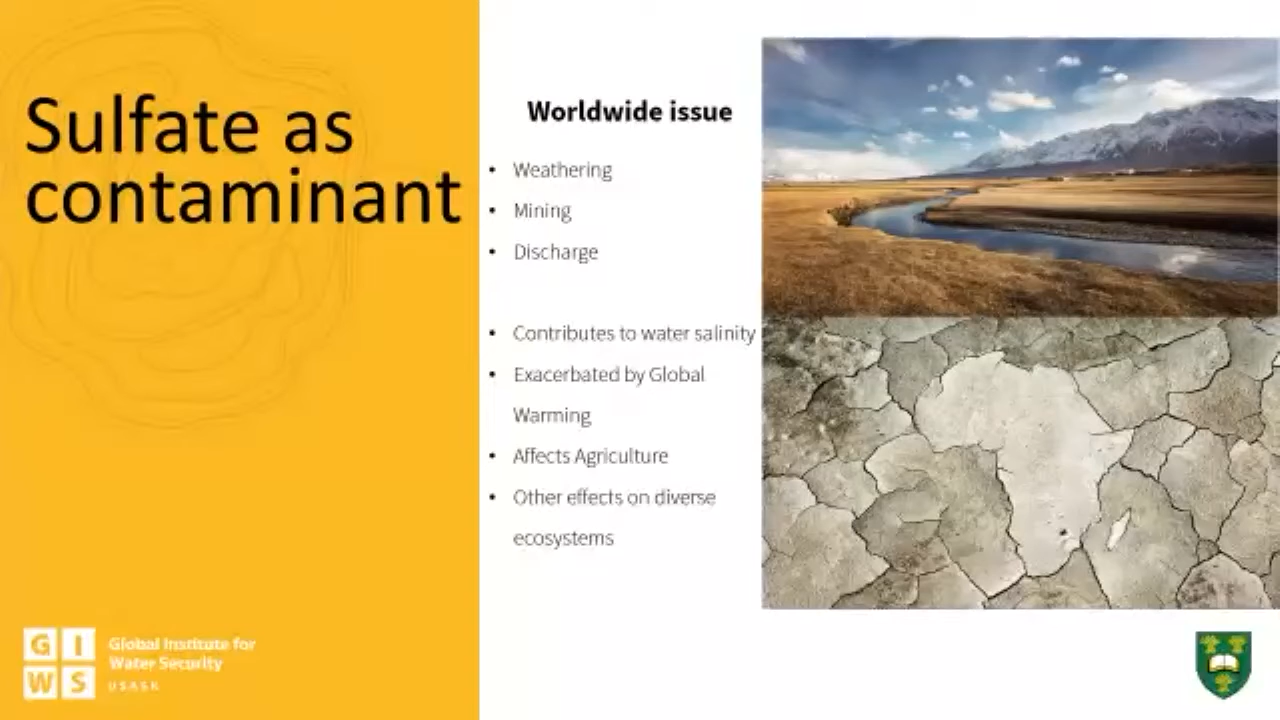 Sulfate as
contaminant
Worldwide issue
• Weathering
• Mining
• Discharge
• Contributes to water salinity
• Exacerbated by Global
Warming
• Affects Agriculture
• Other effects on diverse
ecosystems
G I
W S
Global Institute for
Water Security
USASK